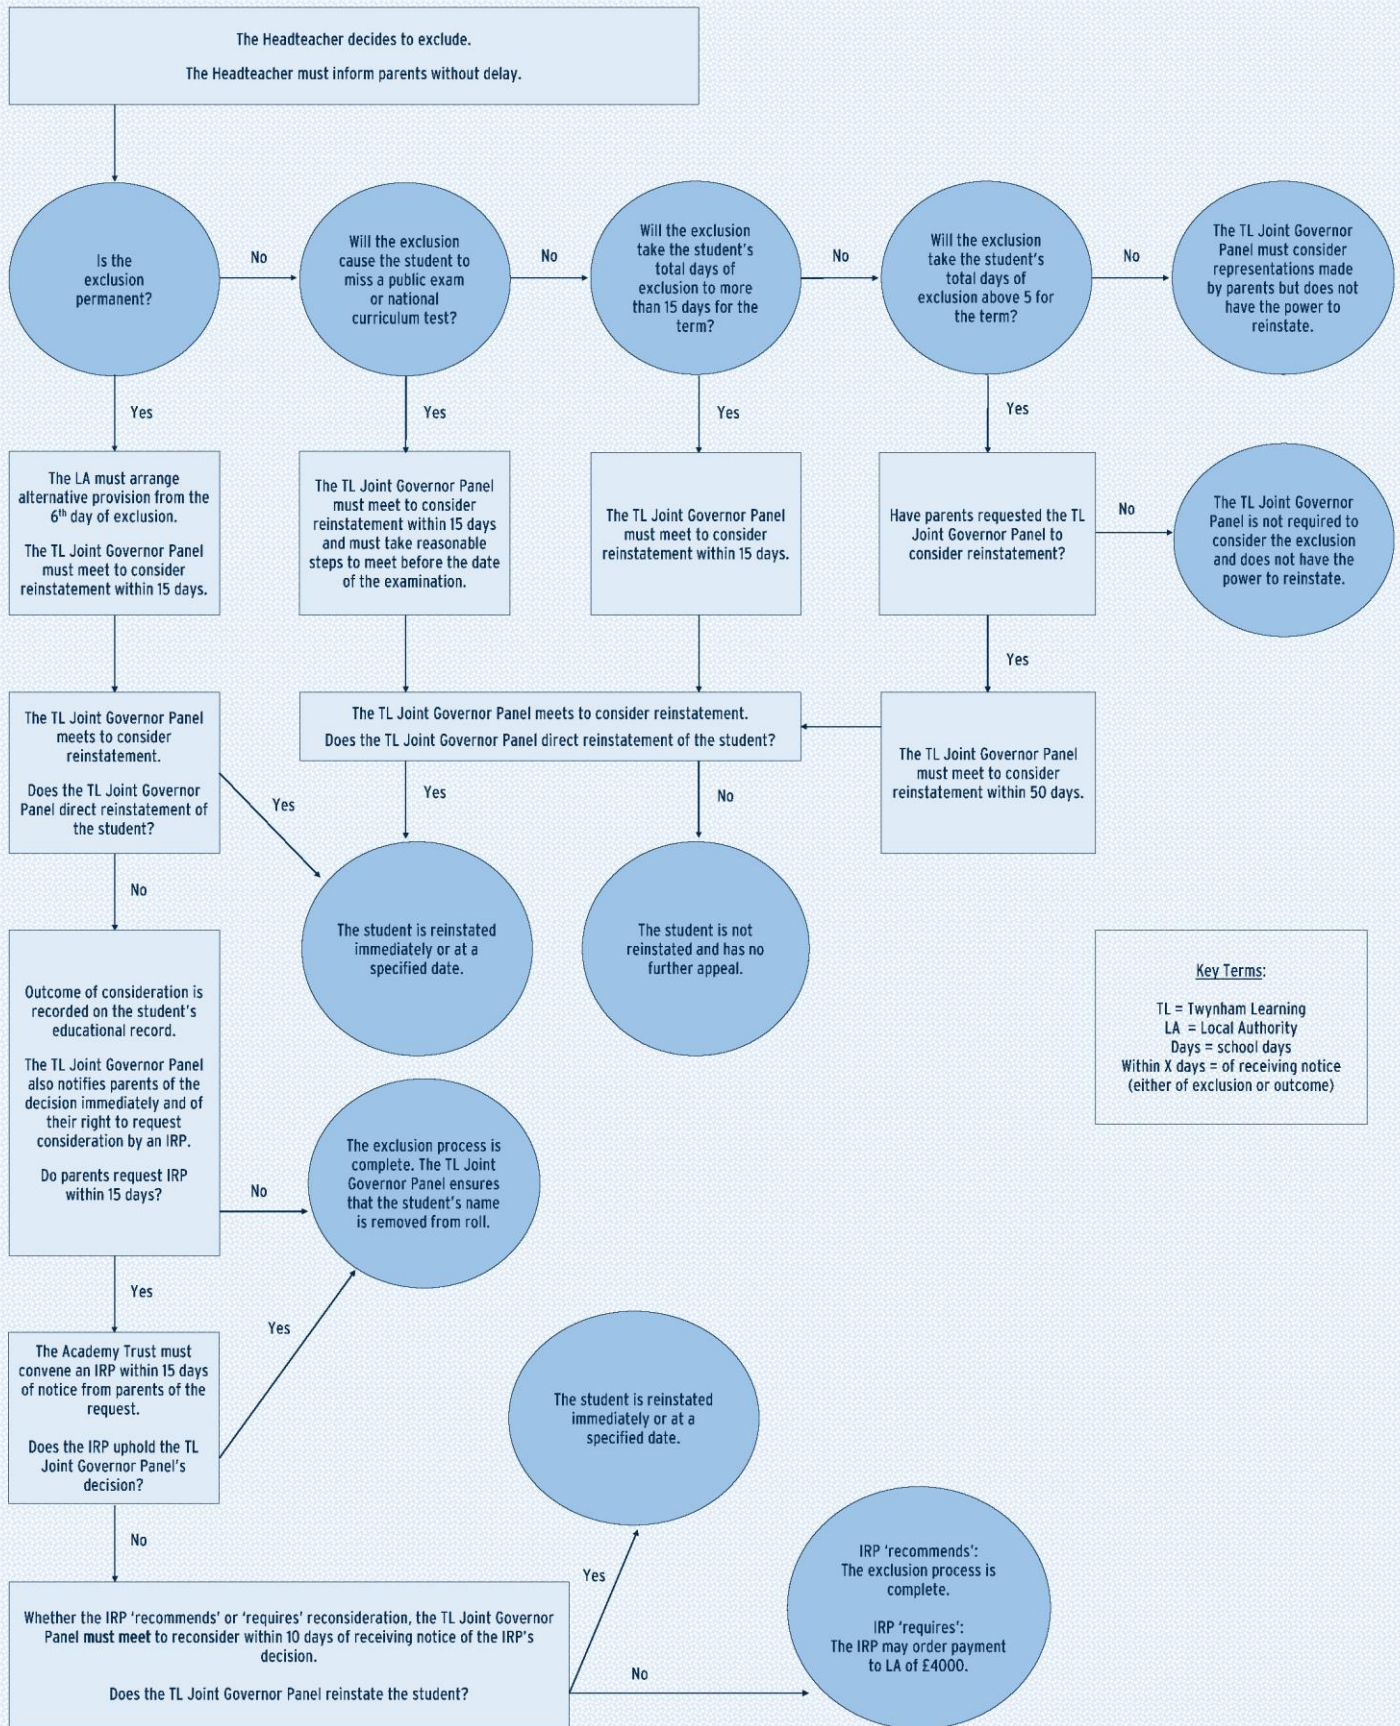 The Headteacher decides to exclude.
The Headteacher must inform parents without delay.
Is the
exclusion
permanent?
No
Will the exclusion
cause the student to
miss a public exam
or national
curriculum test?
No
Will the exclusion
take the student's
total days of
exclusion to more
than 15 days for the
term?
No
Will the exclusion
take the student's
total days of
exclusion above 5 for
the term?
No
The TL Joint Governor
Panel must consider
representations made
by parents but does not
have the power to
reinstate.
Yes
Yes
Yes
Yes
The LA must arrange
alternative provision from the
6th day of exclusion.
The TL Joint Governor Panel
must meet to consider
reinstatement within 15 days.
The TL Joint Governor Panel
must meet to consider
reinstatement within 15 days
and must take reasonable
steps to meet before the date
of the examination.
The TL Joint Governor Panel
must meet to consider
reinstatement within 15 days.
Have parents requested the TL
Joint Governor Panel to
consider reinstatement?
No
The TL Joint Governor
Panel is not required to
consider the exclusion
and does not have the
power to reinstate.
Yes
The TL Joint Governor Panel
meets to consider
reinstatement.
Does the TL Joint Governor
Panel direct reinstatement of
the student?
Yes
The TL Joint Governor Panel meets to consider reinstatement.
Does the TL Joint Governor Panel direct reinstatement of the student?
Yes
No
The TL Joint Governor Panel
must meet to consider
reinstatement within 50 days.
No
The student is reinstated
immediately or at a
specified date.
The student is not
reinstated and has no
further appeal.
Key Terms:
TL = Twynham Learning
LA = Local Authority
Days = school days
Within X days = of receiving notice
(either of exclusion or outcome)
Outcome of consideration is
recorded on the student's
educational record.
The TL Joint Governor Panel
also notifies parents of the
decision immediately and of
their right to request
consideration by an IRP.
Do parents request IRP
within 15 days?
No
The exclusion process is
complete. The TL Joint
Governor Panel ensures
that the student's name
is removed from roll.
Yes
Yes
The Academy Trust must
convene an IRP within 15 days
of notice from parents of the
request.
Does the IRP uphold the TL
Joint Governor Panel's
decision?
The student is reinstated
immediately or at a
specified date.
No
Whether the IRP 'recommends' or 'requires' reconsideration, the TL Joint Governor
Panel must meet to reconsider within 10 days of receiving notice of the IRP's
decision.
Does the TL Joint Governor Panel reinstate the student?
Yes
No
IRP 'recommends':
The exclusion process is
complete.
IRP 'requires':
The IRP may order payment
to LA of £4000.